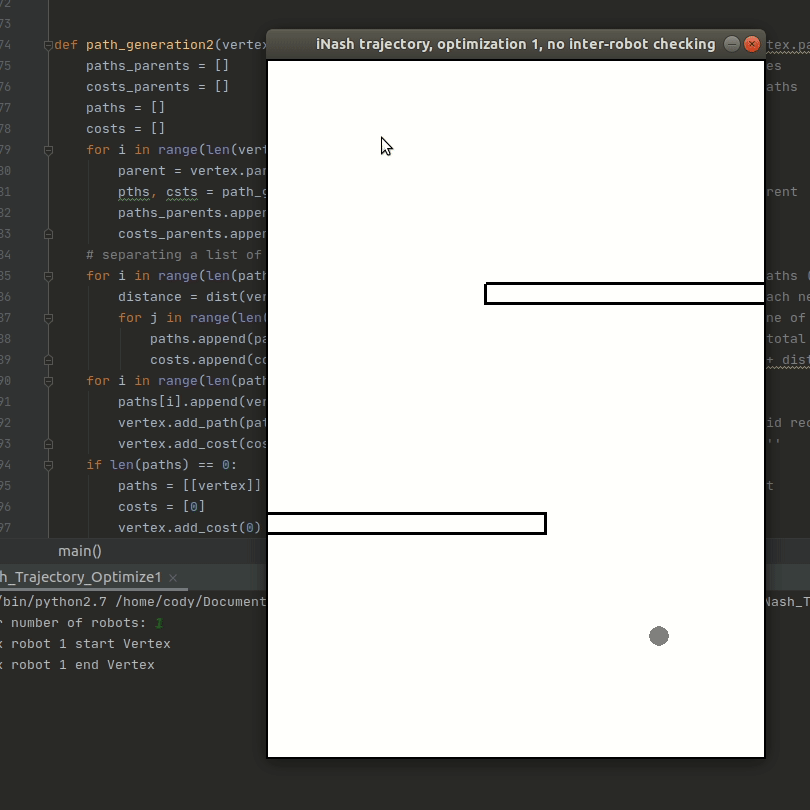 72
73
iNash trajectory, optimization 1, no inter-robot checking
74 def path_generation2(vertex tex.pa
75 paths_parents = [] es
76 costs_parents = [] aths
77 paths = []
78 costs = []
79 for i in range(len(vert
80 parent = vertex.par
81 pths, csts = path_g rent
82 paths_parents.apper
83 costs_parents.apper
84 # separating a list of
85 for i in range(len(path aths (
86 distance = dist(ver ach ne
87 for j in range(len( ne of
88 paths.append(pa total
89 costs.append(co + dist
90 for i in range(len(path
91 paths[i].append(ver
92 vertex.add_path(pat id rec
93 vertex.add_cost(cos ''
94 if len(paths) == 0:
95 paths = [[vertex]] t
96 costs = [0]
97 vertex.add_cost(0)
main()
h_Trajectory_Optimize1 ×
/bin/python2.7 /home/cody/Document Nash_T
r number of robots: 1
k robot 1 start Vertex
k robot 1 end Vertex